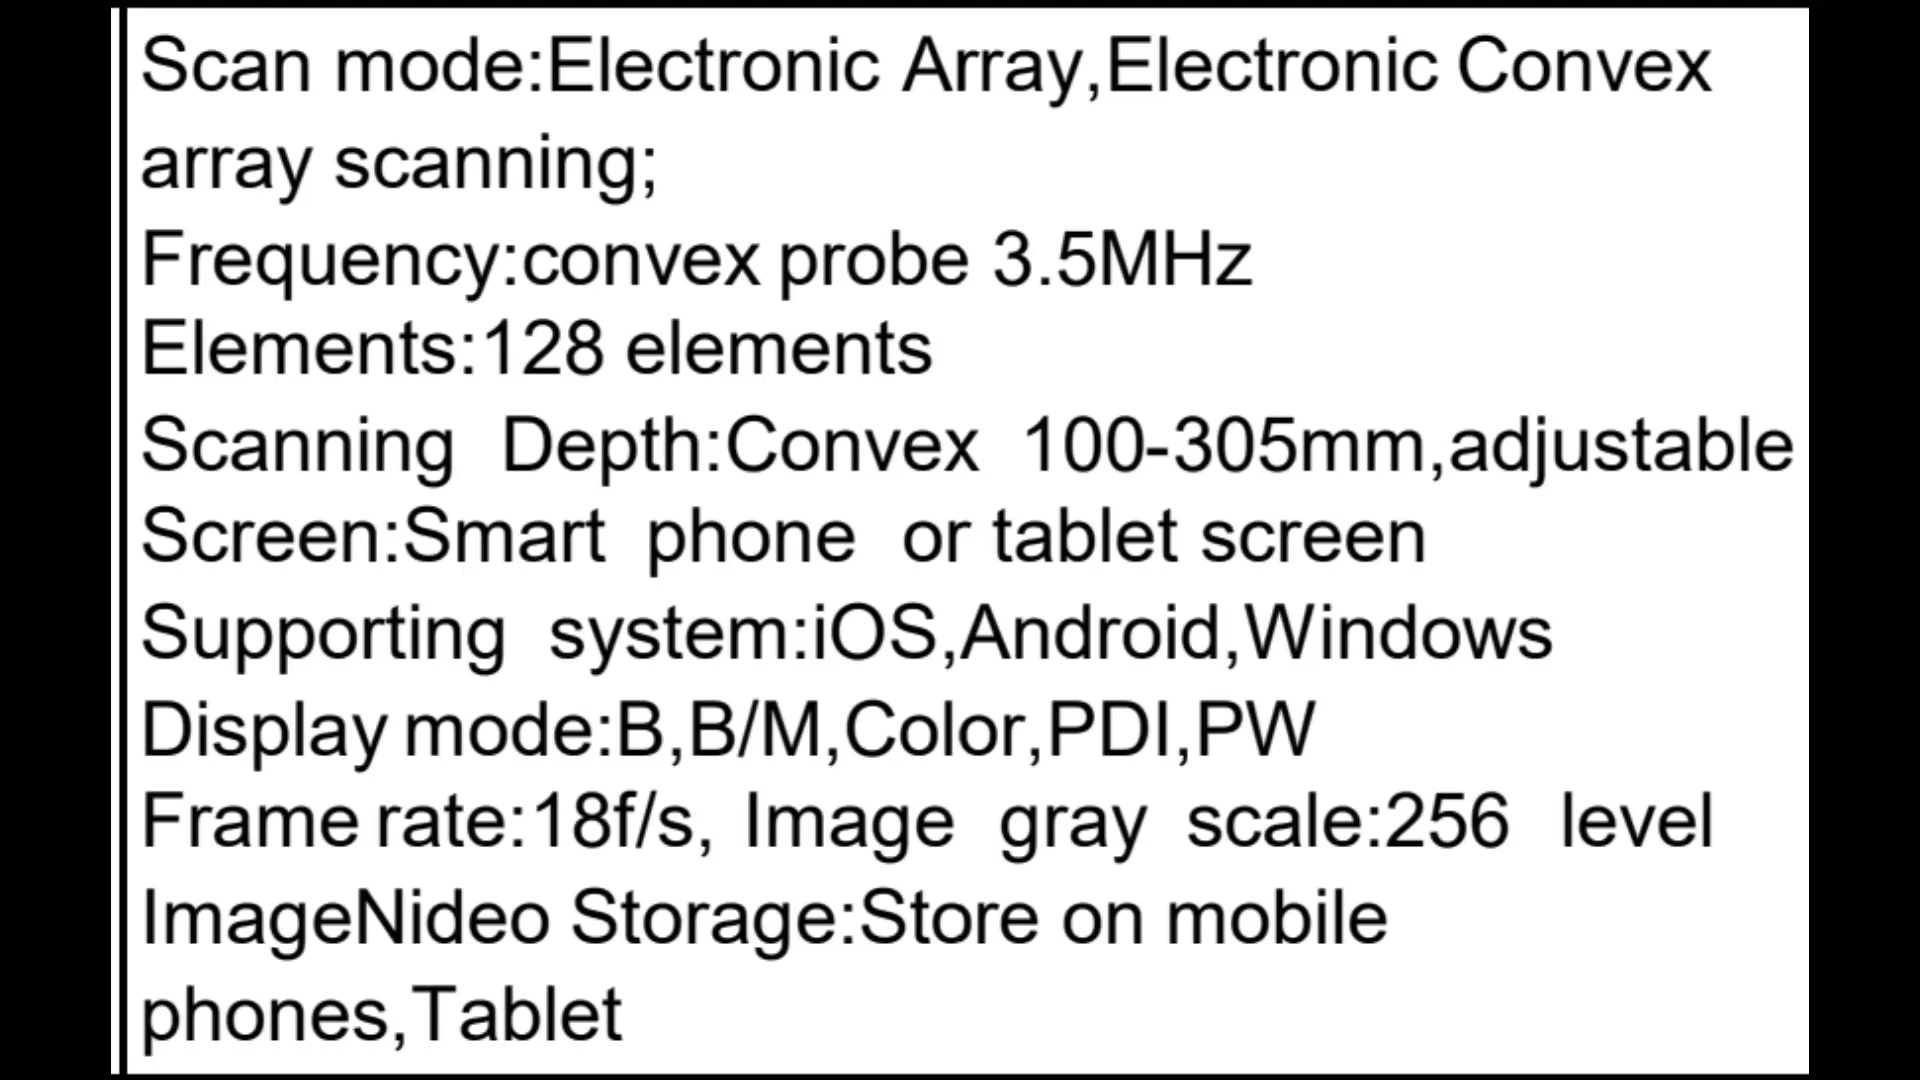 Scan mode:Electronic Array,Electronic Convex
array scanning;
Frequency:convex probe 3.5MHz
Elements:128 elements
Scanning Depth:Convex 100-305mm,adjustable
Screen:Smart phone or tablet screen
Supporting system:iOS,Android,Windows
Display mode:B,B/M,Color,PDI,PW
Frame rate:18f/s, Image gray scale:256 level
ImageNideo Storage:Store on mobile
phones,Tablet